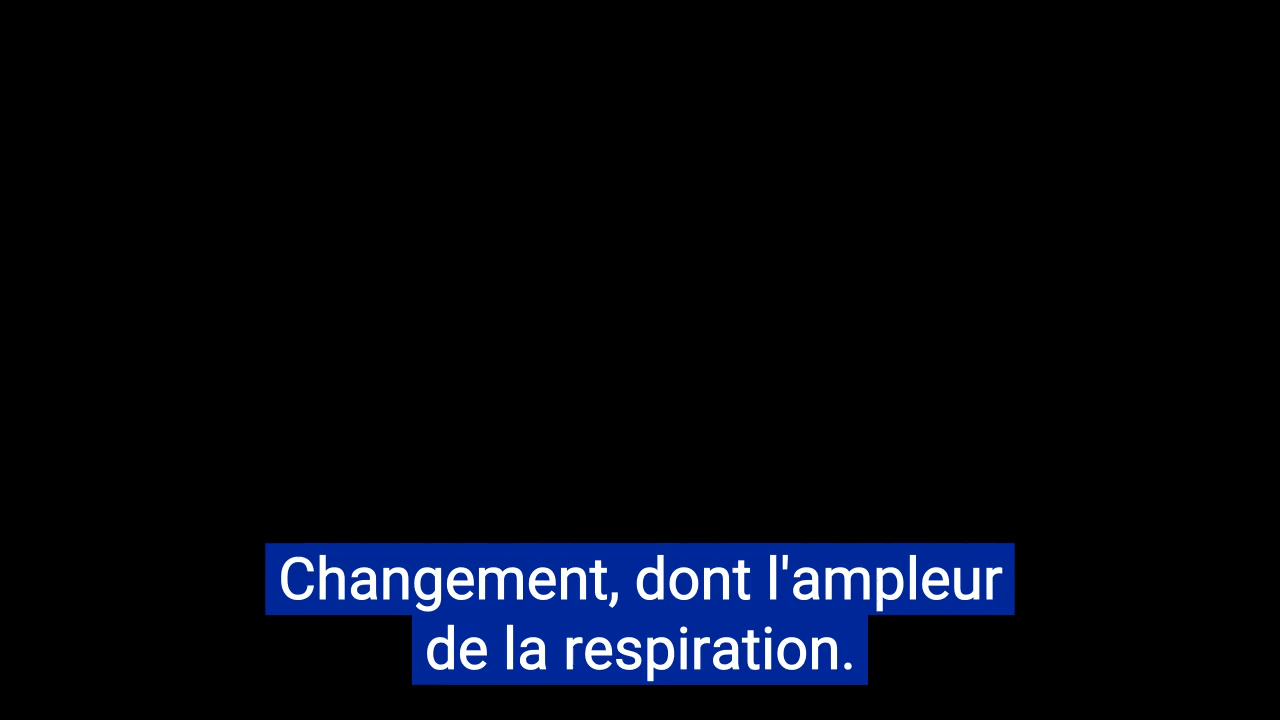 Changement, dont l'ampleur
de la respiration.